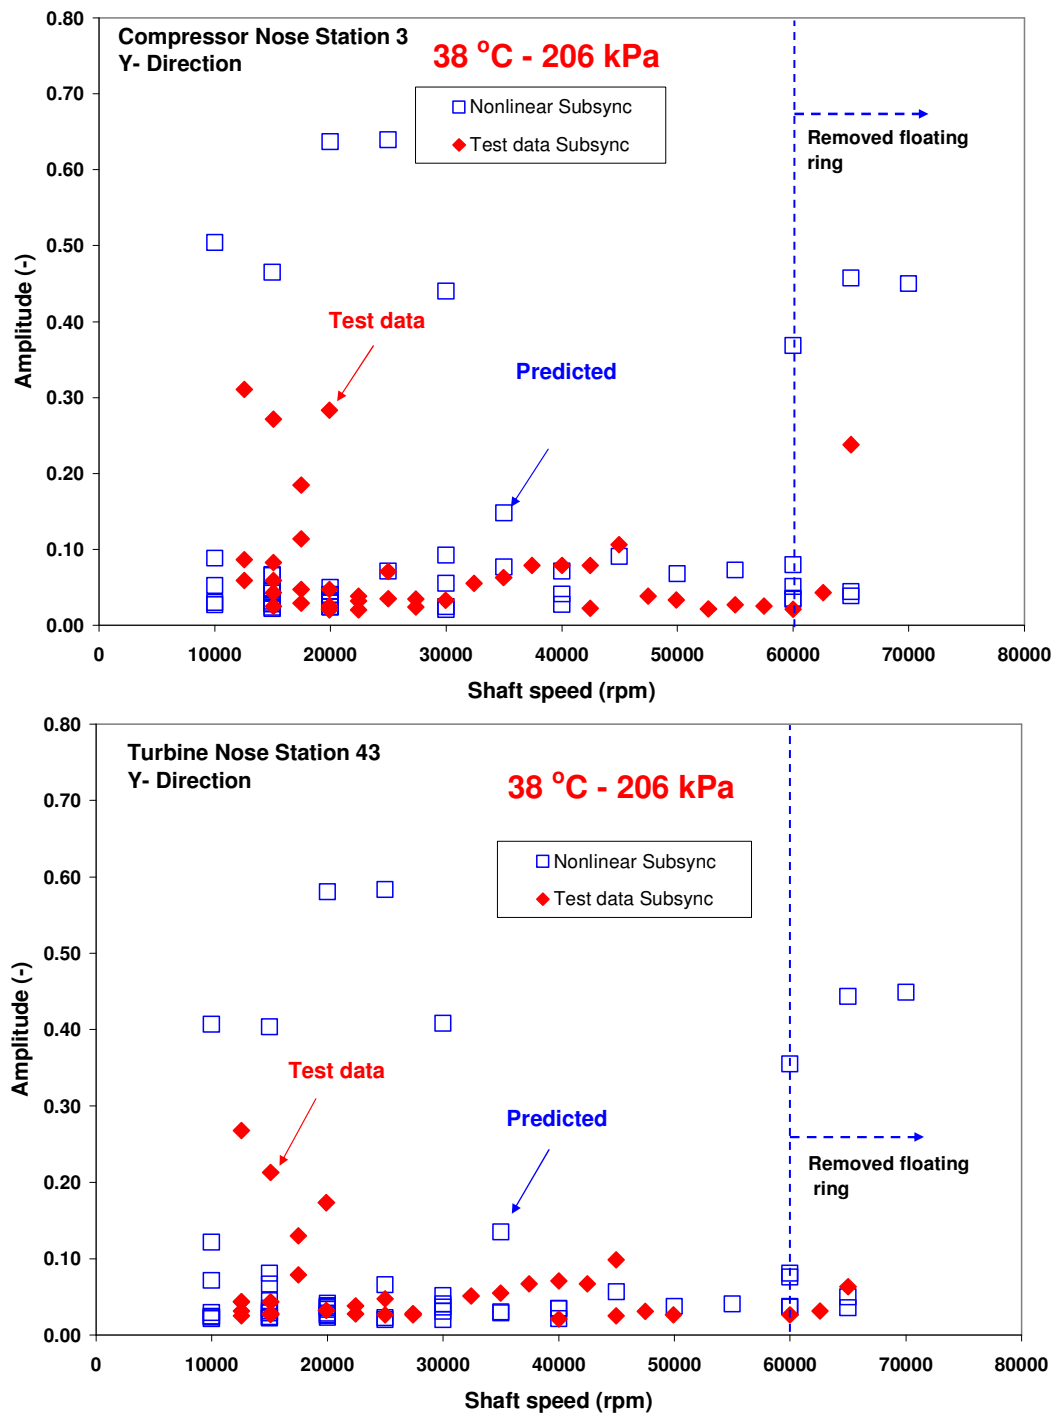 0.80
Compressor Nose Station 3
Y- Direction
38 °C - 206 kPa
0.70
Nonlinear Subsync
Test data Subsync
Removed floating
ring
0.60
0.50
Amplitude (-)
0.40
Test data
Predicted
0.30
0.20
0.10
0.00
0 10000 20000 30000 40000 50000 60000 70000 80000
Shaft speed (rpm)
0.80
Turbine Nose Station 43
Y- Direction
38 °C - 206 kPa
0.70
Nonlinear Subsync
Test data Subsync
0.60
0.50
Amplitude (-)
0.40
Test data
0.30
Predicted
Removed floating
ring
0.20
0.10
0.00
0 10000 20000 30000 40000 50000 60000 70000 80000
Shaft speed (rpm)